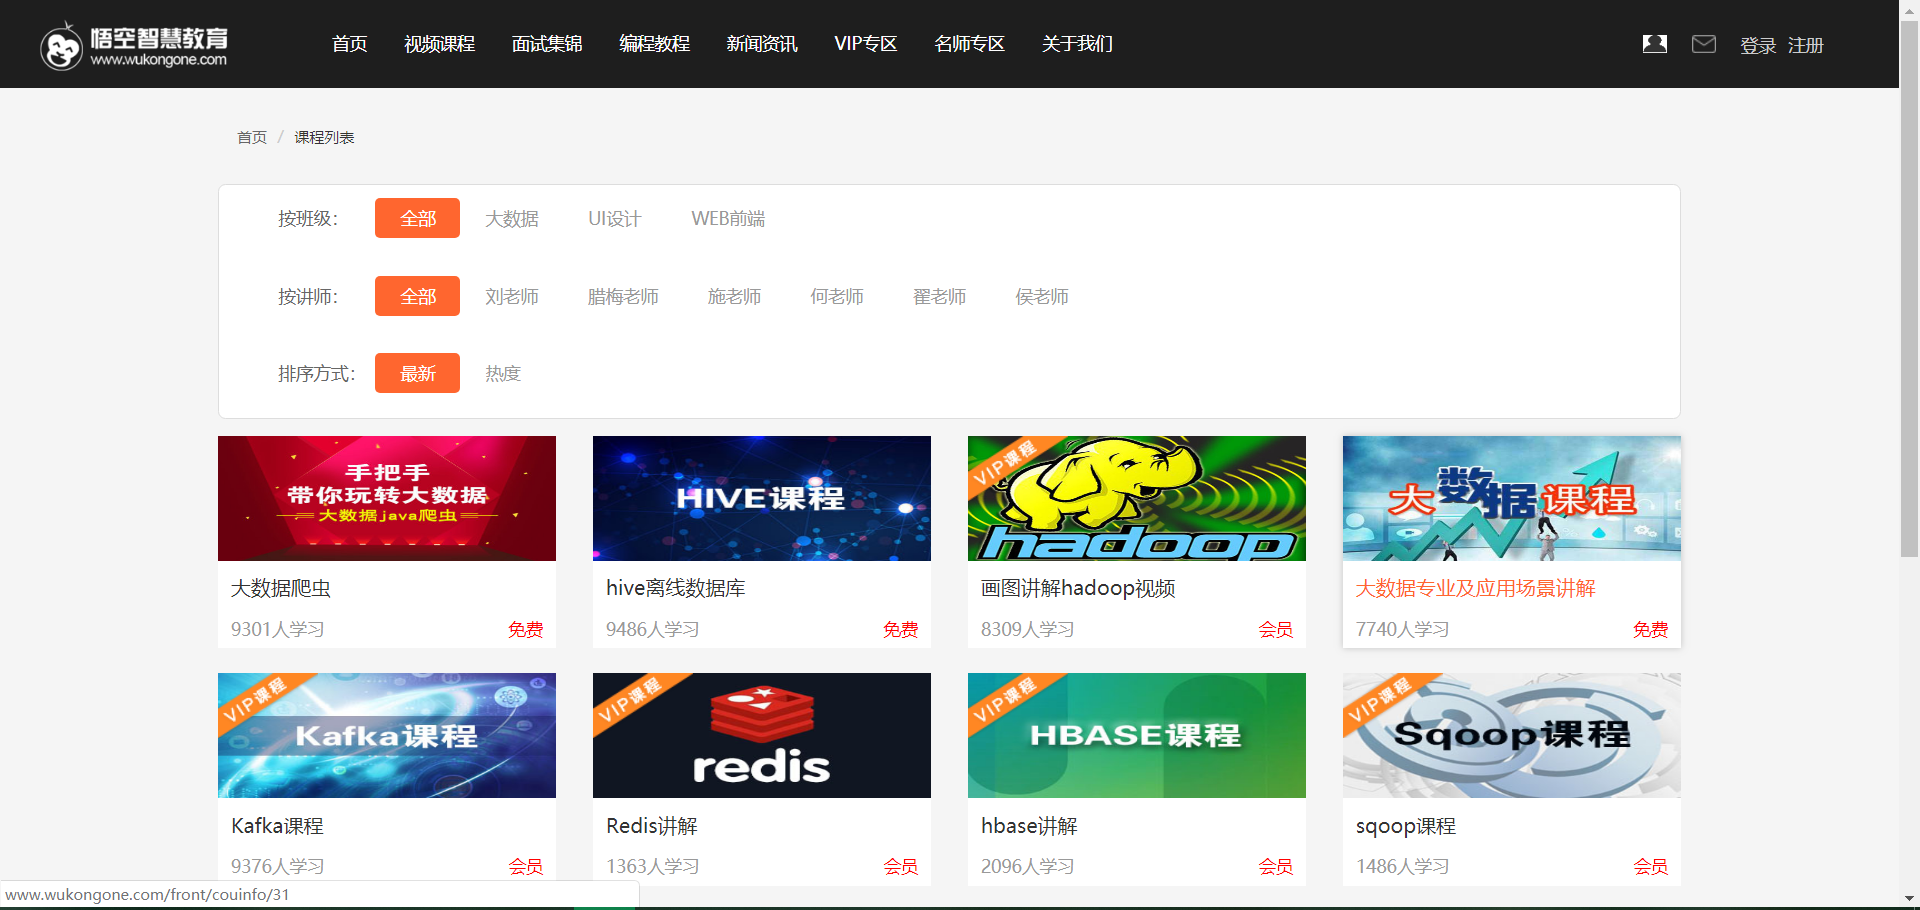 悟空智慧教育
www.wukongone.com
首页 视频课程 面试集锦 编程教程 新闻资讯 VIP专区 名师专区 关于我们
登录 注册
首页 / 课程列表
按班级： 全部 大数据 UI设计 WEB前端
按讲师： 全部 刘老师 腊梅老师 施老师 何老师 翟老师 侯老师
排序方式： 最新 热度
手把手
带你玩转大数据
大数据java爬虫
HIVE课程
VIP课程
hadoop
大数据课程
大数据爬虫
9301人学习 免费
hive离线数据库
9486人学习 免费
画图讲解hadoop视频
8309人学习 会员
大数据专业及应用场景讲解
7740人学习 免费
VIP课程
Kafka课程
VIP课程
redis
VIP课程
HBASE课程
VIP课程
Sqoop课程
Kafka课程
9376人学习 会员
Redis讲解
1363人学习 会员
hbase讲解
2096人学习 会员
sqoop课程
1486人学习 会员
www.wukongone.com/front/couinfo/31